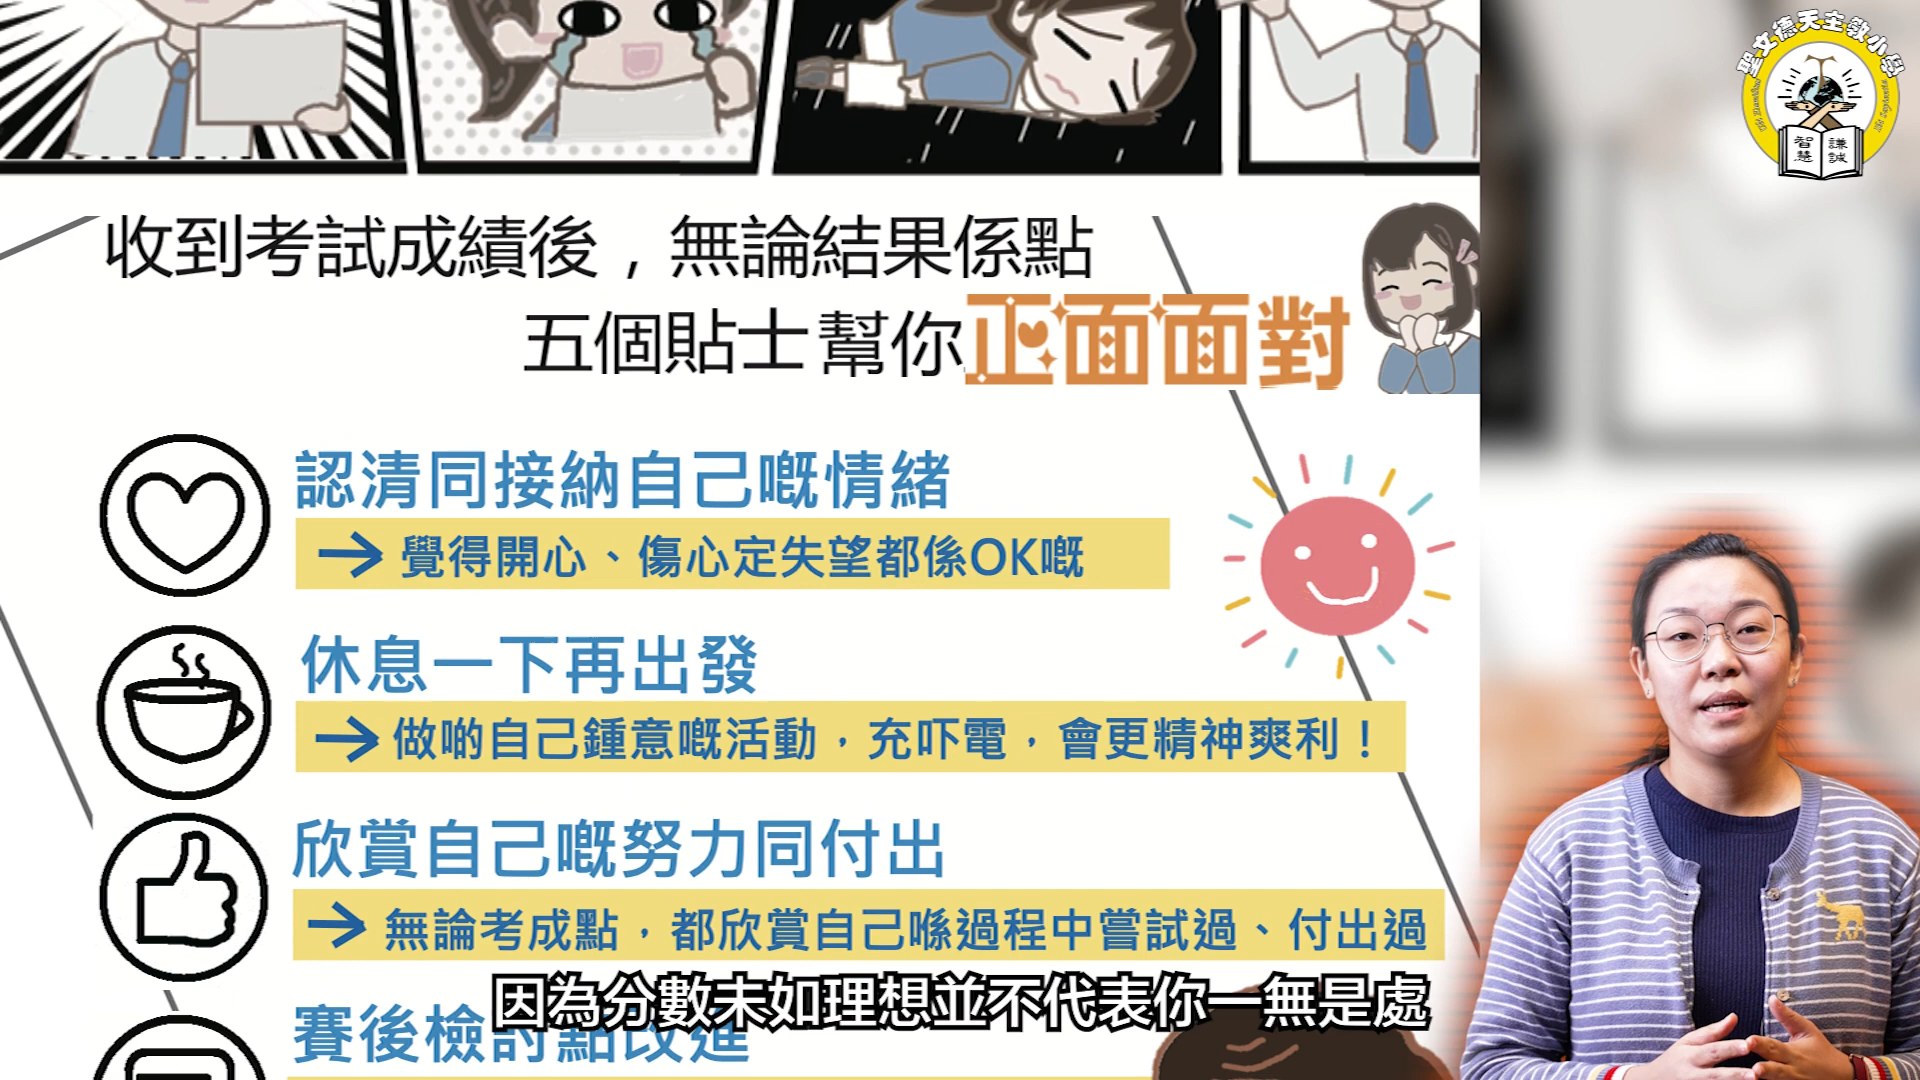 聖文德天主教小學
智慧
謙誠
收到考試成績後，無論結果係點
五個貼士幫你正面面對
認清同接納自己嘅情緒
→覺得開心、傷心定失望都係OK嘅
休息一下再出發
→做啲自己鍾意嘅活動，充吓電，會更精神爽利！
欣賞自己嘅努力同付出
→無論考成點，都欣賞自己喺過程中嘗試過、付出過
賽後檢討點改進
因為分數未如理想並不代表你一無是處